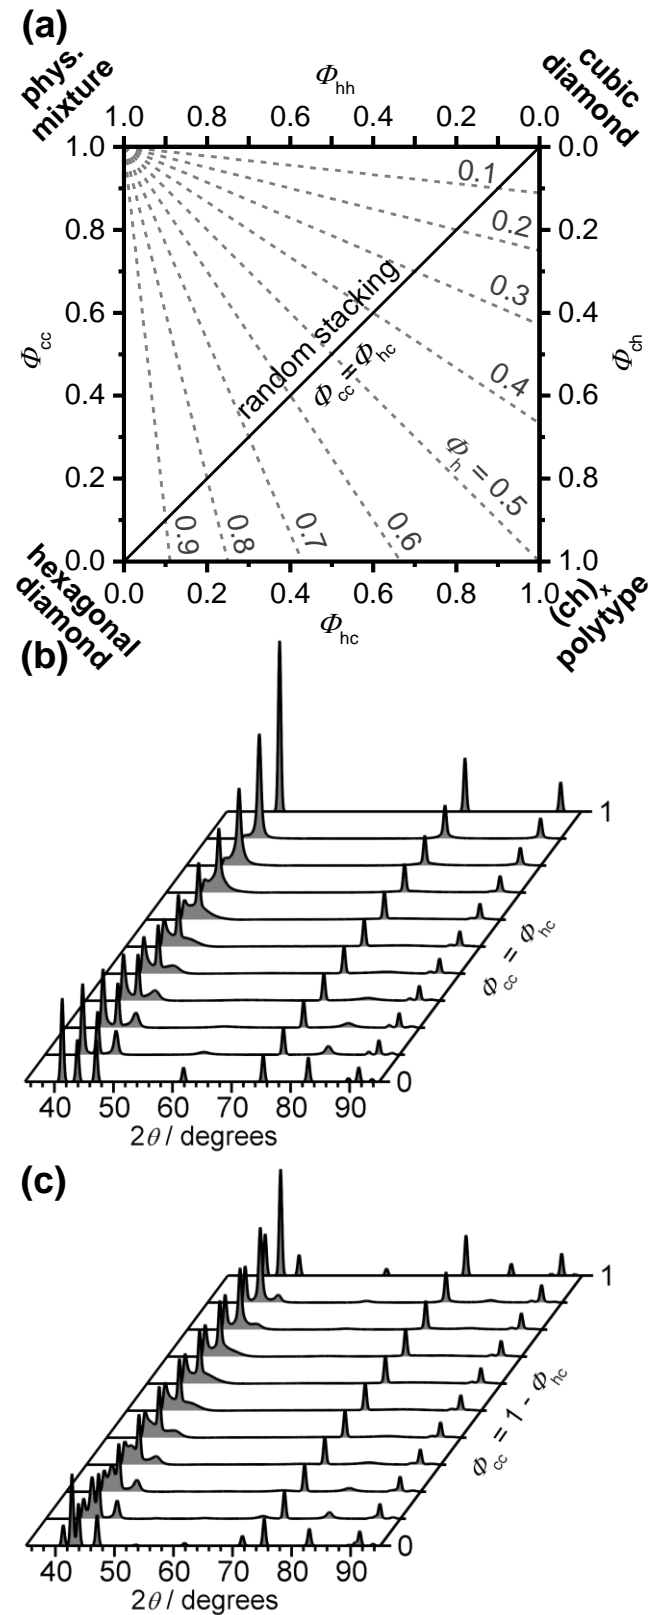 (a)
phys.
mixture
Φhh
cubic
diamond
1.0 0.8 0.6 0.4 0.2 0.0
1.0 0.0
0.1
0.8 0.2
0.2
0.3
0.6 0.4
random stacking
Φcc = Φhc
Φcc
Φch
0.4 0.6
0.4
Φh = 0.5
0.2 0.8
0.9 0.8 0.7 0.6
0.0 1.0
hexagonal
diamond
0.0 0.2 0.4 0.6 0.8 1.0
(ch)x
polytype
Φhc
(b)
1
Φcc = Φhc
0
40 50 60 70 80 90
2θ / degrees
(c)
1
Φcc = 1 - Φhc
0
40 50 60 70 80 90
2θ / degrees